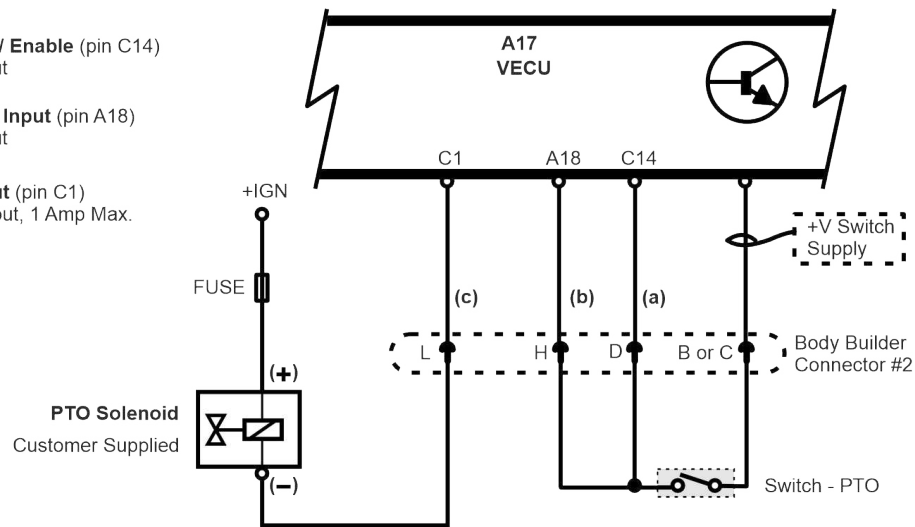 / Enable (pin C14)
ut
Input (pin A18)
ut
ut (pin C1)
out, 1 Amp Max.
A17
VECU
C1
A18
C14
+IGN
+V Switch
Supply
FUSE
(c)
(b)
(a)
L
H
D
B or C
Body Builder
Connector #2
(+)
PTO Solenoid
Customer Supplied
(–)
Switch - PTO